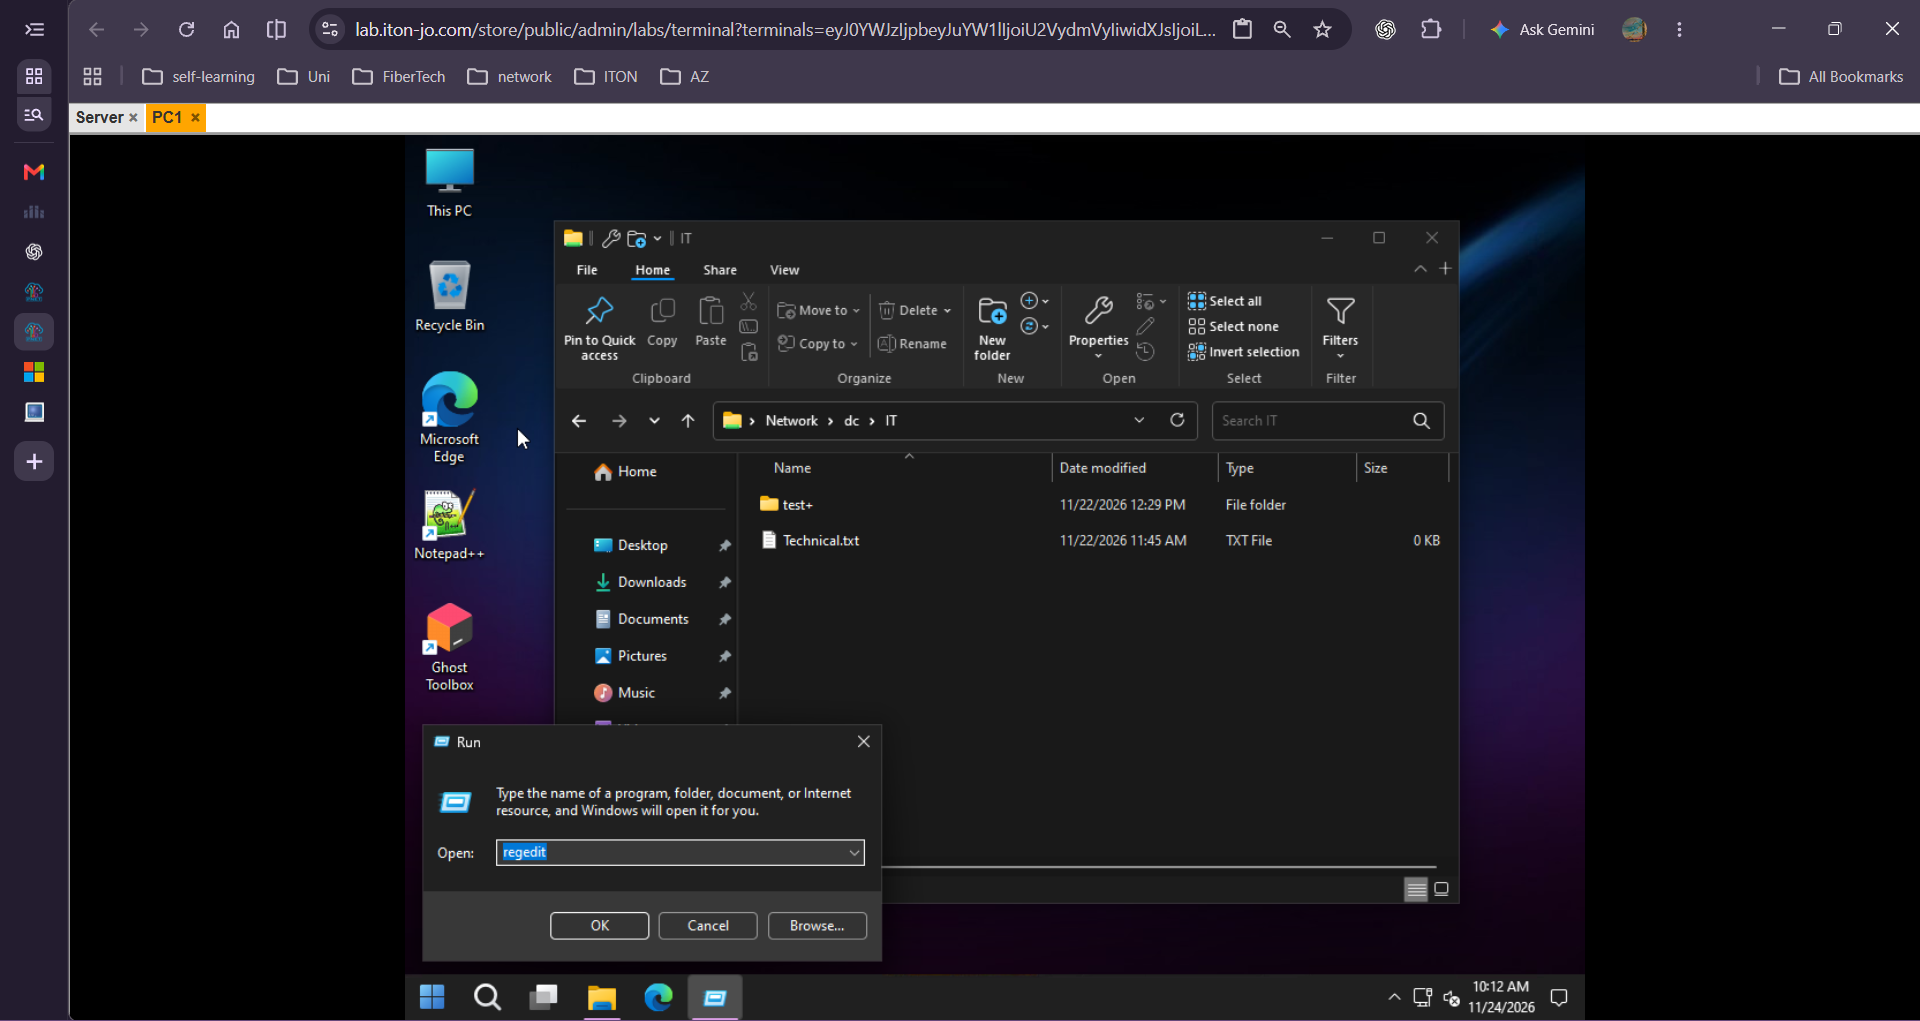 lab.iton-jo.com/store/public/admin/labs/terminal?terminals=eyJ0YWJzIjpbeyJuYW1lIjoiU2VydmVyIiwidXJsIjoiL...
Ask Gemini
self-learning
Uni
FiberTech
network
ITON
AZ
All Bookmarks
Server ×
PC1 ×
This PC
Recycle Bin
Microsoft
Edge
Notepad++
Ghost
Toolbox
IT
File
Home
Share
View
Pin to Quick
access
Copy
Paste
Clipboard
Move to
Copy to
Delete
Rename
Organize
New
folder
New
Properties
Open
Select all
Select none
Invert selection
Select
Filters
Filter
Network › dc › IT
Search IT
Home
Desktop
Downloads
Documents
Pictures
Music
Name
Date modified
Type
Size
test+
11/22/2026 12:29 PM
File folder
Technical.txt
11/22/2026 11:45 AM
TXT File
0 KB
Run
Type the name of a program, folder, document, or Internet
resource, and Windows will open it for you.
Open:
regedit
OK
Cancel
Browse...
10:12 AM
11/24/2026